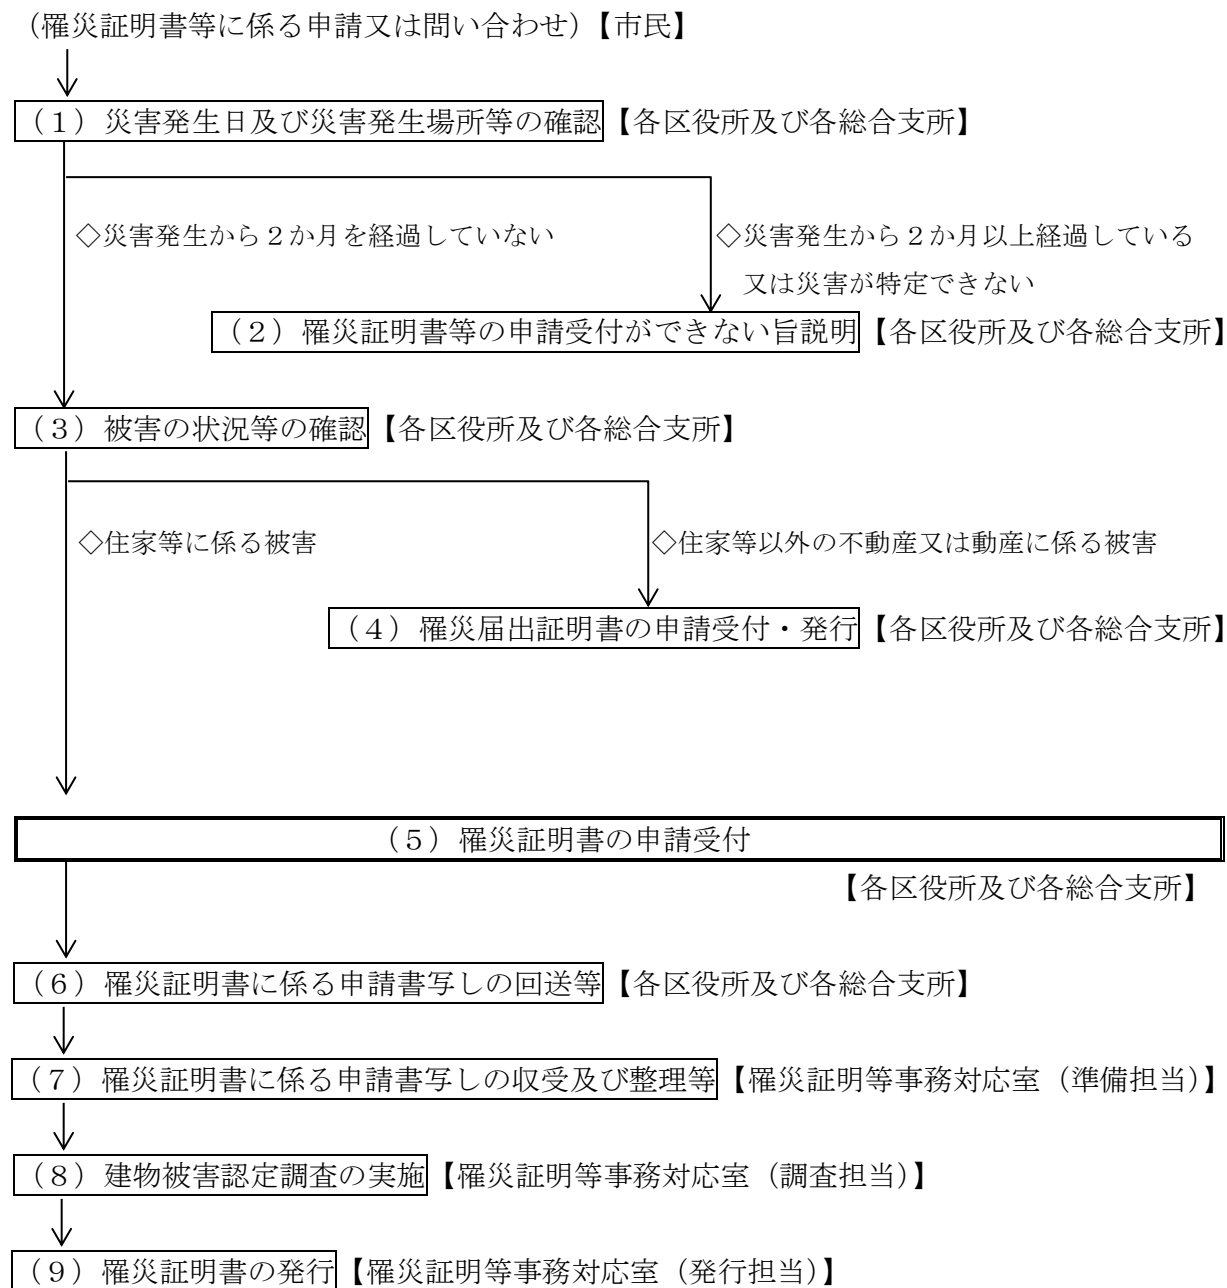 (罹災証明書等に係る申請又は問い合わせ)【市民】
(1)災害発生日及び災害発生場所等の確認【各区役所及び各総合支所】
◇災害発生から2か月を経過していない
◇災害発生から2か月以上経過している
又は災害が特定できない
(2)罹災証明書等の申請受付ができない旨説明【各区役所及び各総合支所】
(3)被害の状況等の確認【各区役所及び各総合支所】
◇住家等に係る被害
◇住家等以外の不動産又は動産に係る被害
(4)罹災届出証明書の申請受付・発行【各区役所及び各総合支所】
(5)罹災証明書の申請受付
【各区役所及び各総合支所】
(6)罹災証明書に係る申請書写しの回送等【各区役所及び各総合支所】
(7)罹災証明書に係る申請書写しの収受及び整理等【罹災証明等事務対応室(準備担当)】
(8)建物被害認定調査の実施【罹災証明等事務対応室(調査担当)】
(9)罹災証明書の発行【罹災証明等事務対応室(発行担当)】